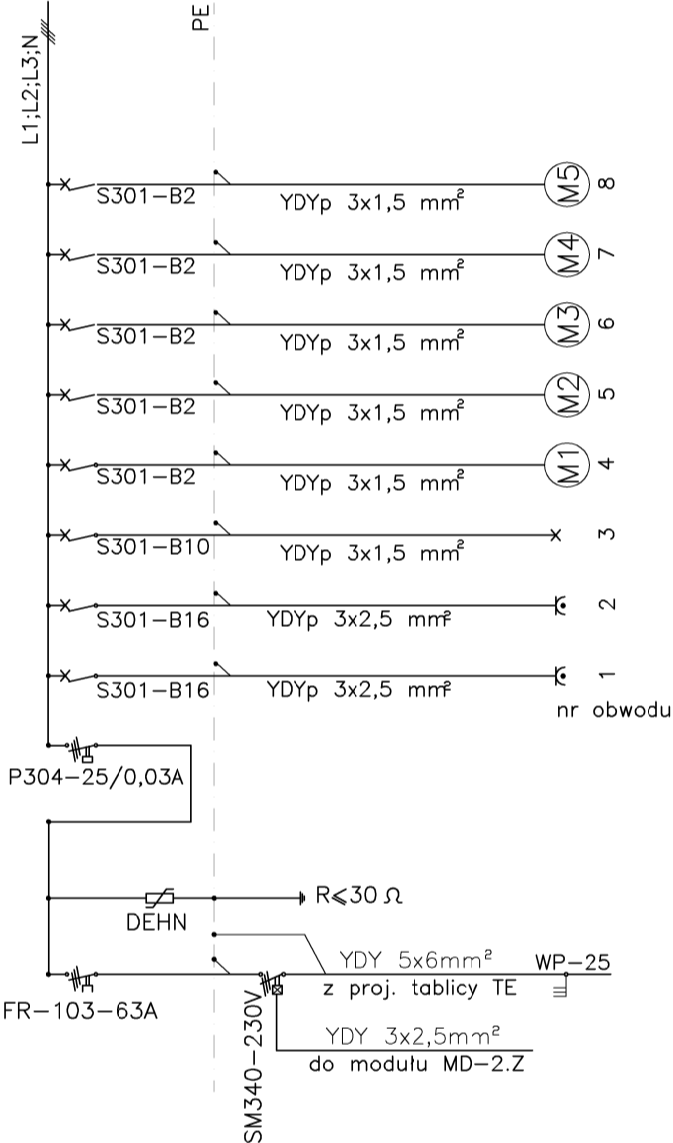 L1;L2;L3;N
PE
S301-B2
YDYp 3x1,5 mm²
M5
8
S301-B2
YDYp 3x1,5 mm²
M4
7
S301-B2
YDYp 3x1,5 mm²
M3
6
S301-B2
YDYp 3x1,5 mm²
M2
5
S301-B2
YDYp 3x1,5 mm²
M1
4
S301-B10
YDYp 3x1,5 mm²
3
S301-B16
YDYp 3x2,5 mm²
2
S301-B16
YDYp 3x2,5 mm²
1
nr obwodu
P304-25/0,03A
DEHN
R≤30 Ω
YDY 5x6mm²
WP-25
z proj. tablicy TE
FR-103-63A
SM340-230V
YDY 3x2,5mm²
do modułu MD-2.Z